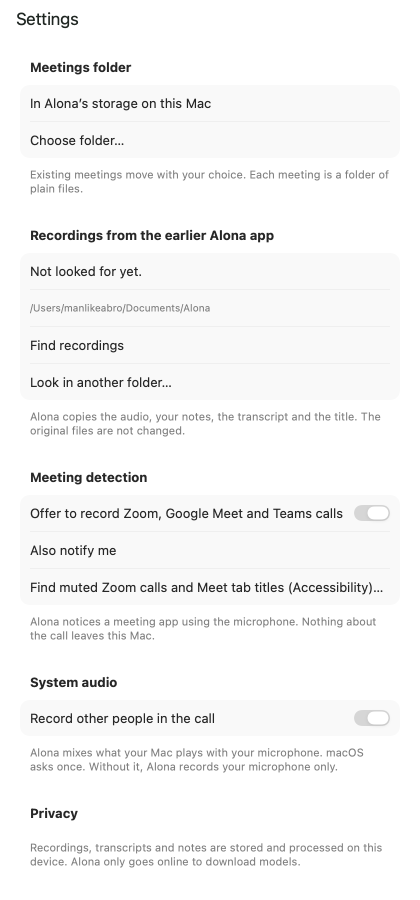 Settings
Meetings folder
In Alona's storage on this Mac
Choose folder...
Existing meetings move with your choice. Each meeting is a folder of
plain files.
Recordings from the earlier Alona app
Not looked for yet.
/Users/manlikeabro/Documents/Alona
Find recordings
Look in another folder...
Alona copies the audio, your notes, the transcript and the title. The
original files are not changed.
Meeting detection
Offer to record Zoom, Google Meet and Teams calls
Also notify me
Find muted Zoom calls and Meet tab titles (Accessibility)...
Alona notices a meeting app using the microphone. Nothing about
the call leaves this Mac.
System audio
Record other people in the call
Alona mixes what your Mac plays with your microphone. macOS
asks once. Without it, Alona records your microphone only.
Privacy
Recordings, transcripts and notes are stored and processed on this
device. Alona only goes online to download models.